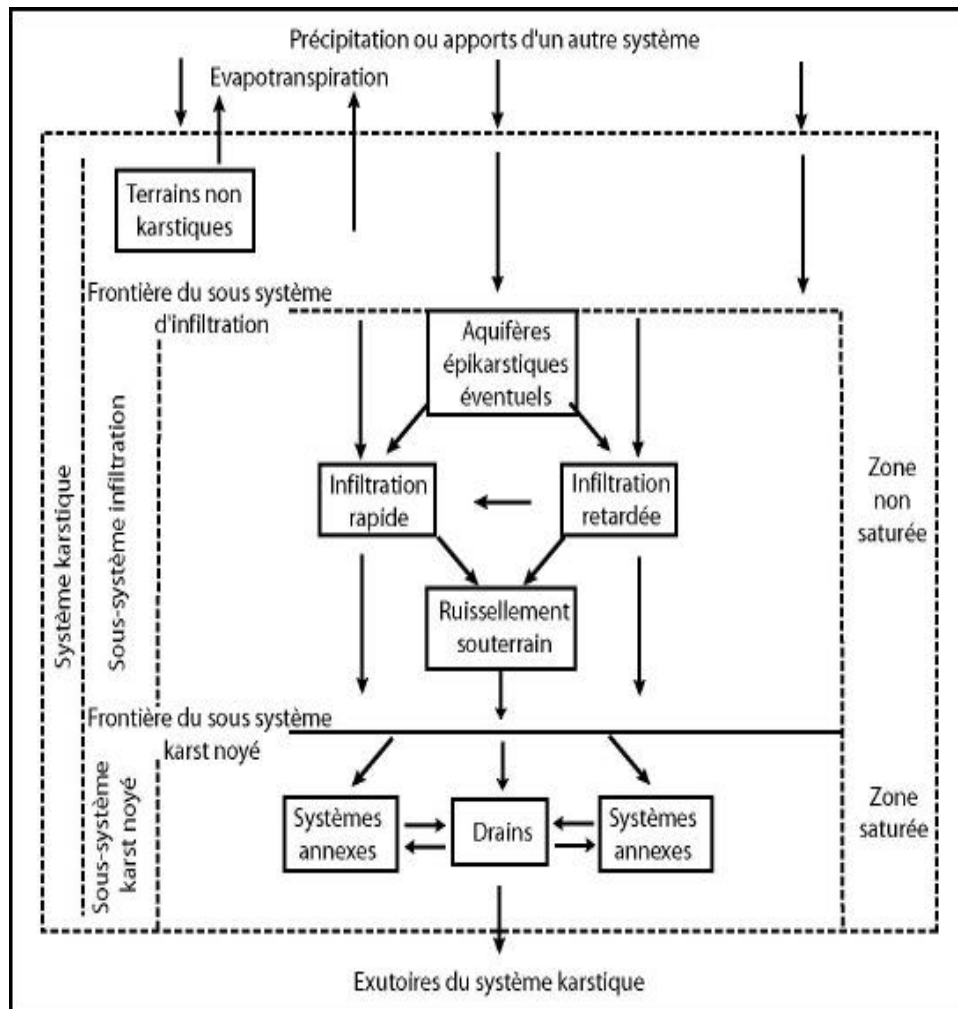 Précipitation ou apports d'un autre système
Evapotranspiration
Terrains non
karstiques
Frontière du sous système
d'infiltration
Aquifères
épikarstiques
éventuels
Système karstique
Sous-système infiltration
Infiltration
rapide
Infiltration
retardée
Zone
non
saturée
Ruissellement
souterrain
Frontière du sous système
karst noyé
Sous-système
karst noyé
Systèmes
annexes
Drains
Systèmes
annexes
Zone
saturée
Exutoires du système karstique